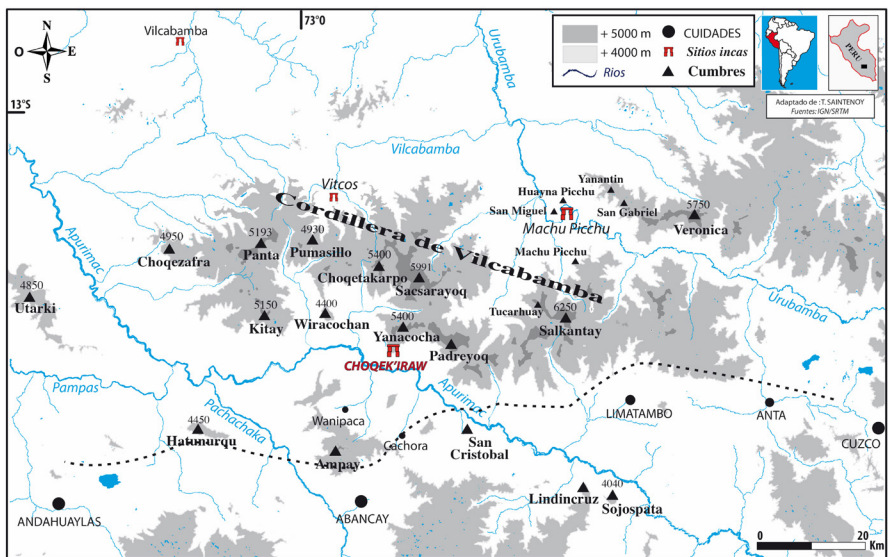 Vilcabamba
73°0
N
O
E
S
Urubamba
+ 5000 m
+ 4000 m
Rios
CUIDADES
Sitios incas
Cumbres
PERU
Adaptado de : T. SAINTENOY
Fuentes: IGN/SRTM
13°S
Vilcabamba
Vitcos
Yanantin
Huayna Picchu
San Miguel
San Gabriel
Machu Picchu
5750
Veronica
Cordillera de Vilcabamba
Apurimac
4950
Choqezafra
5193
Panta
4930
Pumasillo
5400
Choqetakarpo
5991
Sacsarayoq
Machu Picchu
4850
Utarki
5150
Kitay
4400
Wiracochan
5400
Yanacocha
Tucarhuay
6250
Salkantay
Urubamba
CHOQEK'IRAW
Padreyoq
Pampas
Pachachaka
Apurimac
Wanipaca
LIMATAMBO
ANTA
4450
Hatunurqu
Cachora
San
Cristobal
CUZCO
Ampay
Lindincruz
4040
Sojospata
ANDAHUAYLAS
ABANCAY
0
20
Km